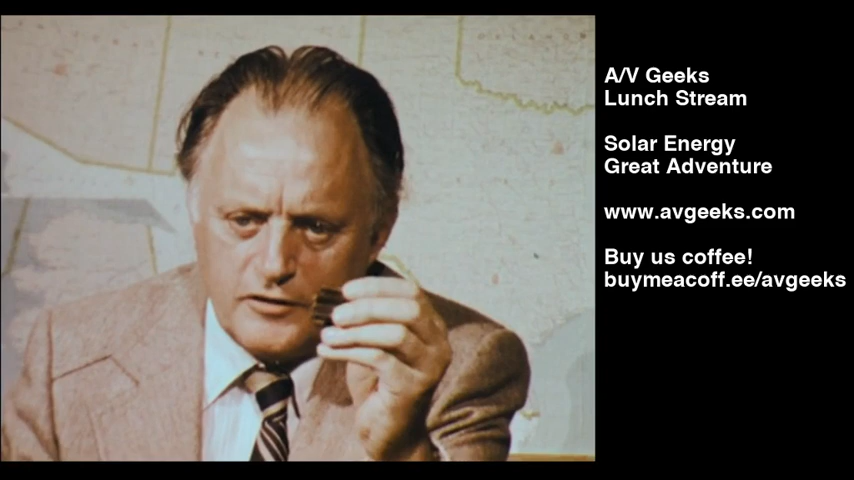 A/V Geeks
Lunch Stream
Solar Energy
Great Adventure
www.avgeeks.com
Buy us coffee!
buymeacoff.ee/avgeeks